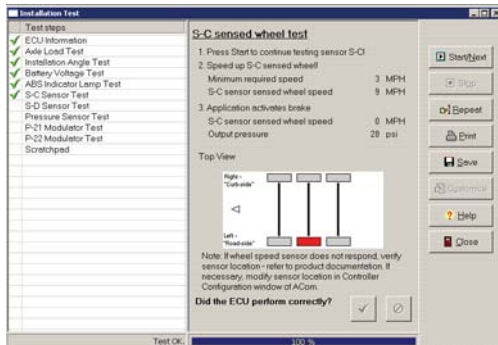 Installation Test
Test steps
ECU Information
Axle Load Test
Installation Angle Test
Battery Voltage Test
ABS Indicator Lamp Test
S-C Sensor Test
S-D Sensor Test
Pressure Sensor Test
P-21 Modulator Test
P-22 Modulator Test
Scratchpad
S-C sensed wheel test
1. Press Start to continue testing sensor S-C!
2. Speed up S-C sensed wheel!
Minimum required speed 3 MPH
S-C sensor sensed wheel speed 9 MPH
3. Application activates brake
S-C sensor sensed wheel speed 0 MPH
Output pressure 28 psi
Top View
Right -
"Curb-side"
Left -
"Road-side"
Note: If wheel speed sensor does not respond, verify
sensor location - refer to product documentation. If
necessary, modify sensor location in Controller
Configuration window of ACom.
Did the ECU perform correctly?
Start/Next
Stop
Repeat
Print
Save
Customize
Help
Close
Test OK.
100 %